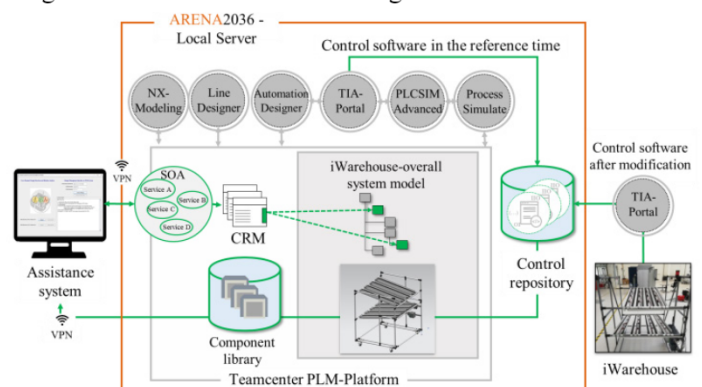 ARENA2036 -
Local Server
Control software in the reference time
NX-
Modeling
Line
Designer
Automation
Designer
TIA-
Portal
PLCSIM
Advanced
Process
Simulate
Control software
after modification
TIA-
Portal
VPN
SOA
Service A
Service B
Service C
Service D
CRM
iWarehouse-overall
system model
Assistance
system
VPN
Component
library
Control
repository
iWarehouse
Teamcenter PLM-Platform